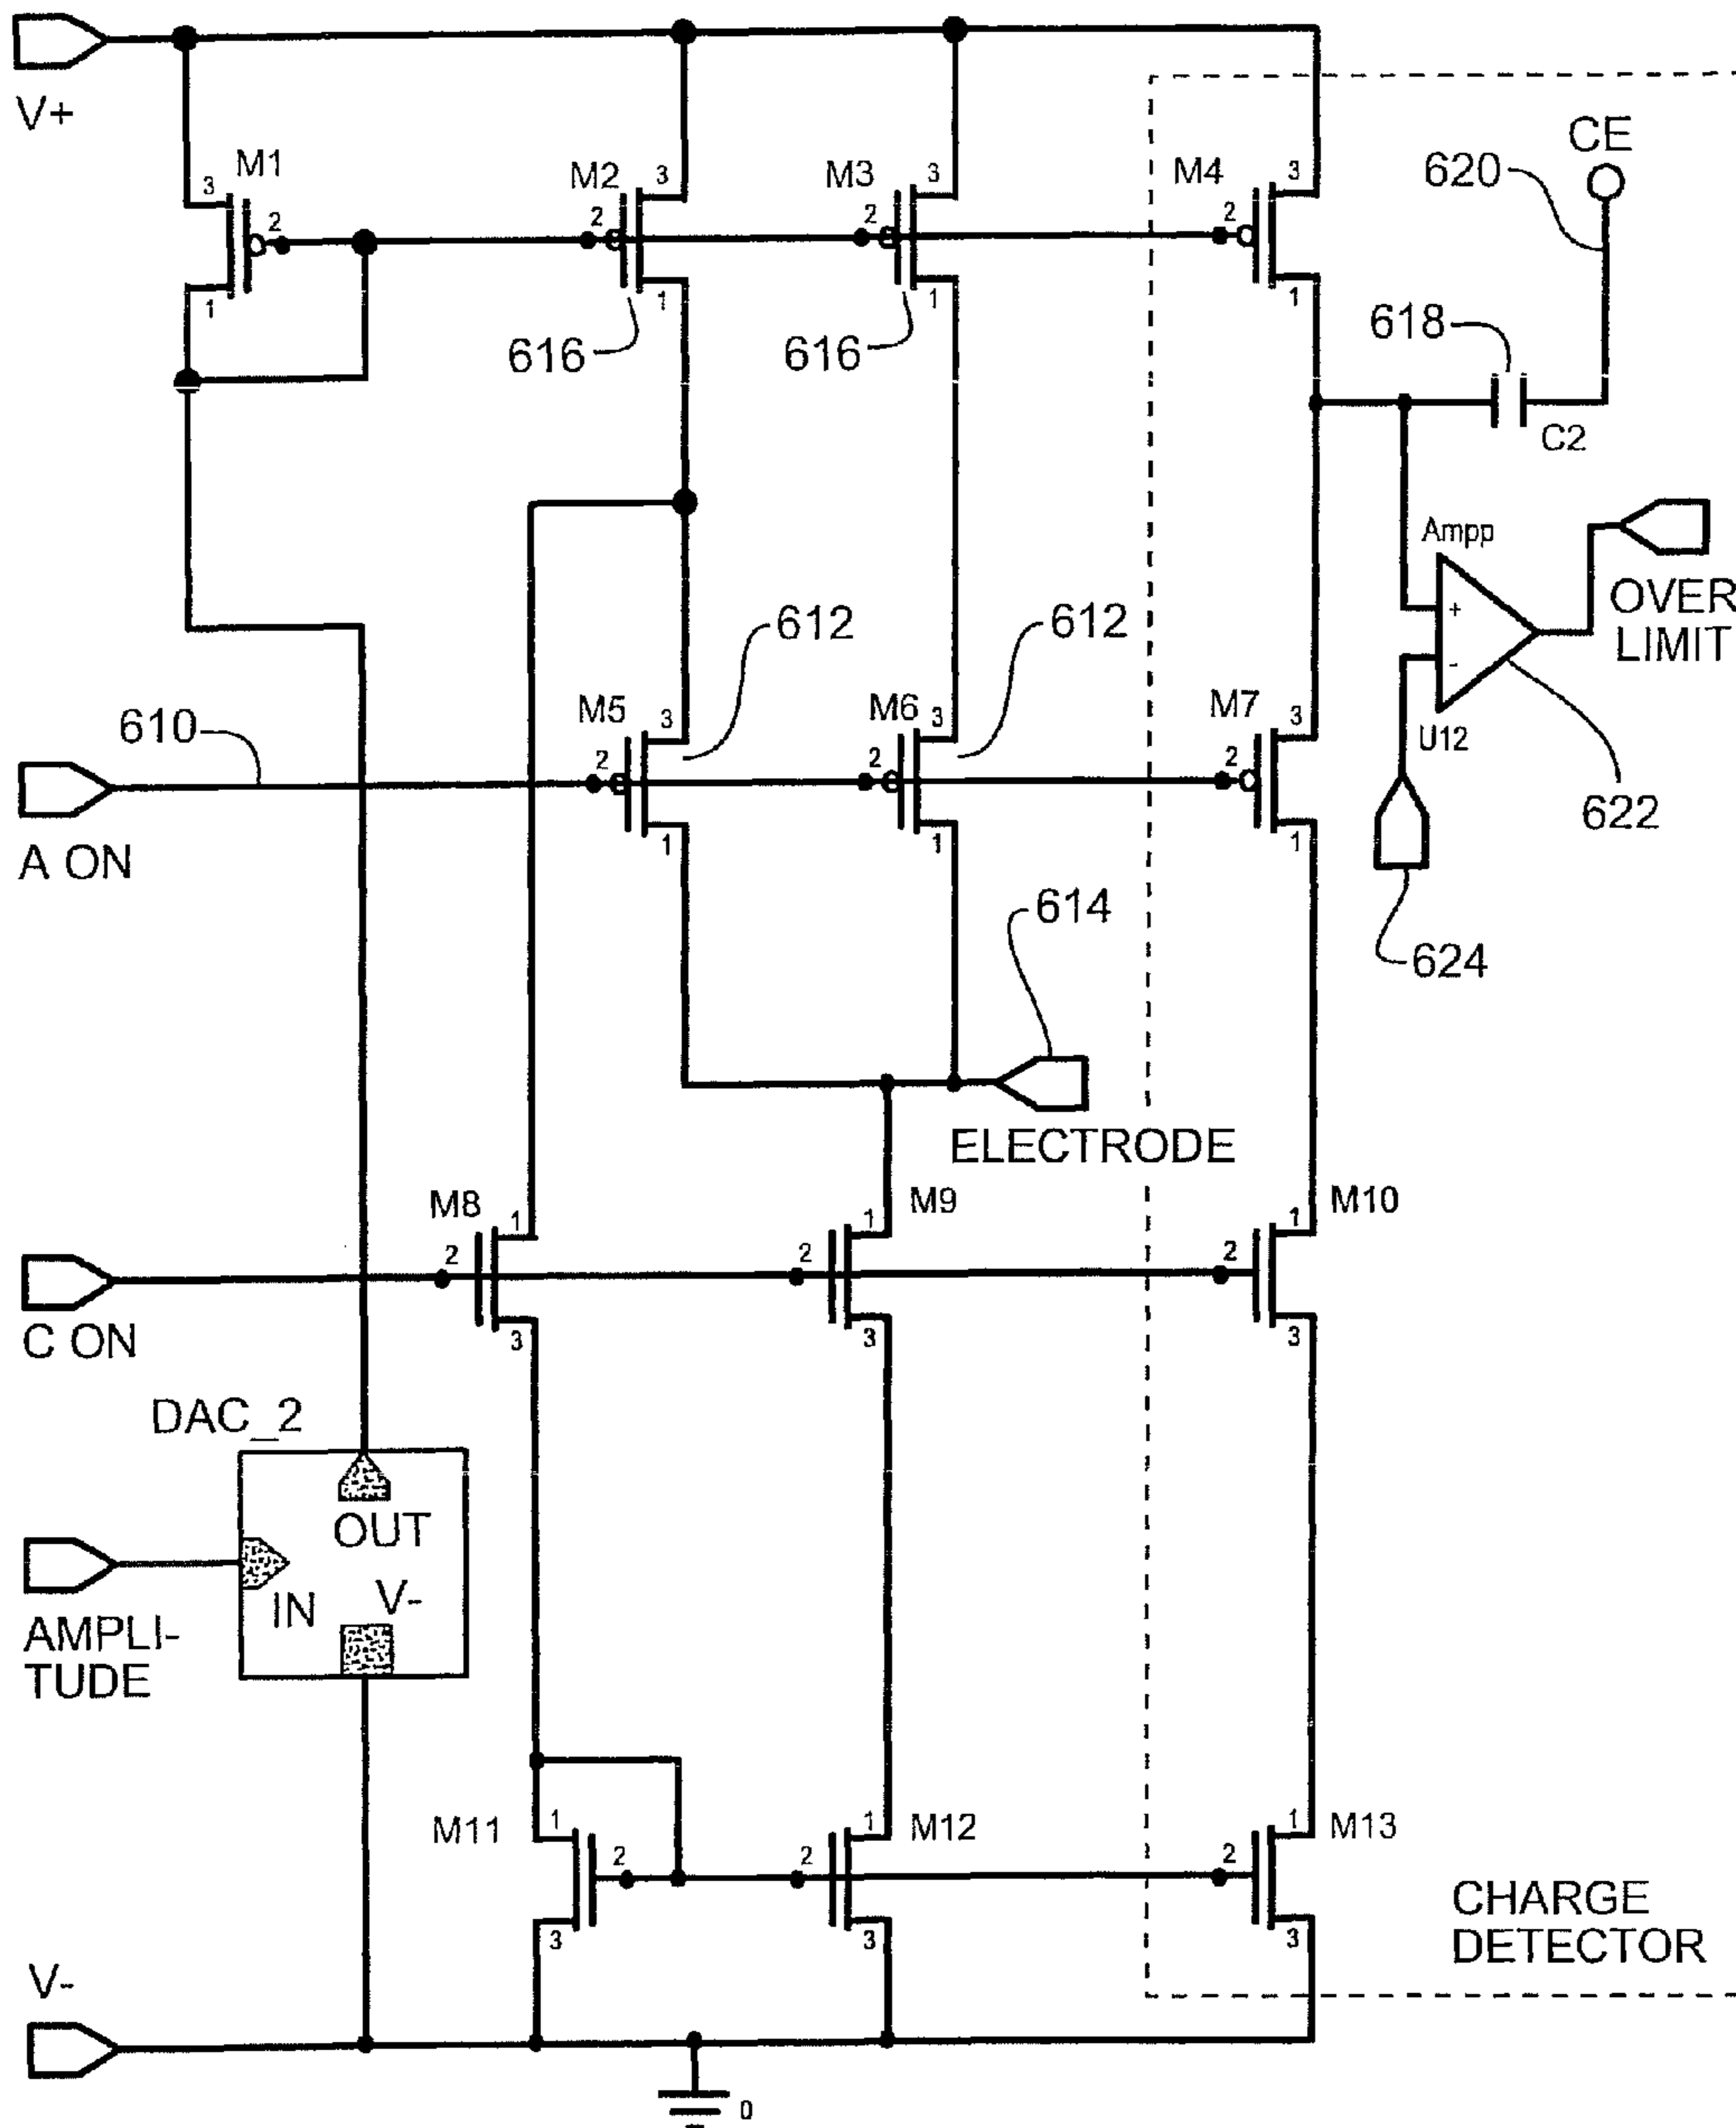 V+
M1
3
2
1
M2
3
2
1
616
M3
3
2
1
616
M4
3
2
1
CE
620
618
C2
Ampp
+
-
U12
OVER
LIMIT
622
624
612
612
M5
3
2
1
M6
3
2
1
M7
3
2
1
610
A ON
614
ELECTRODE
M8
1
2
3
M9
1
2
3
M10
1
2
3
C ON
DAC_2
OUT
IN
V-
AMPLI-
TUDE
M11
1
2
3
M12
1
2
3
M13
1
2
3
CHARGE
DETECTOR
V-
0